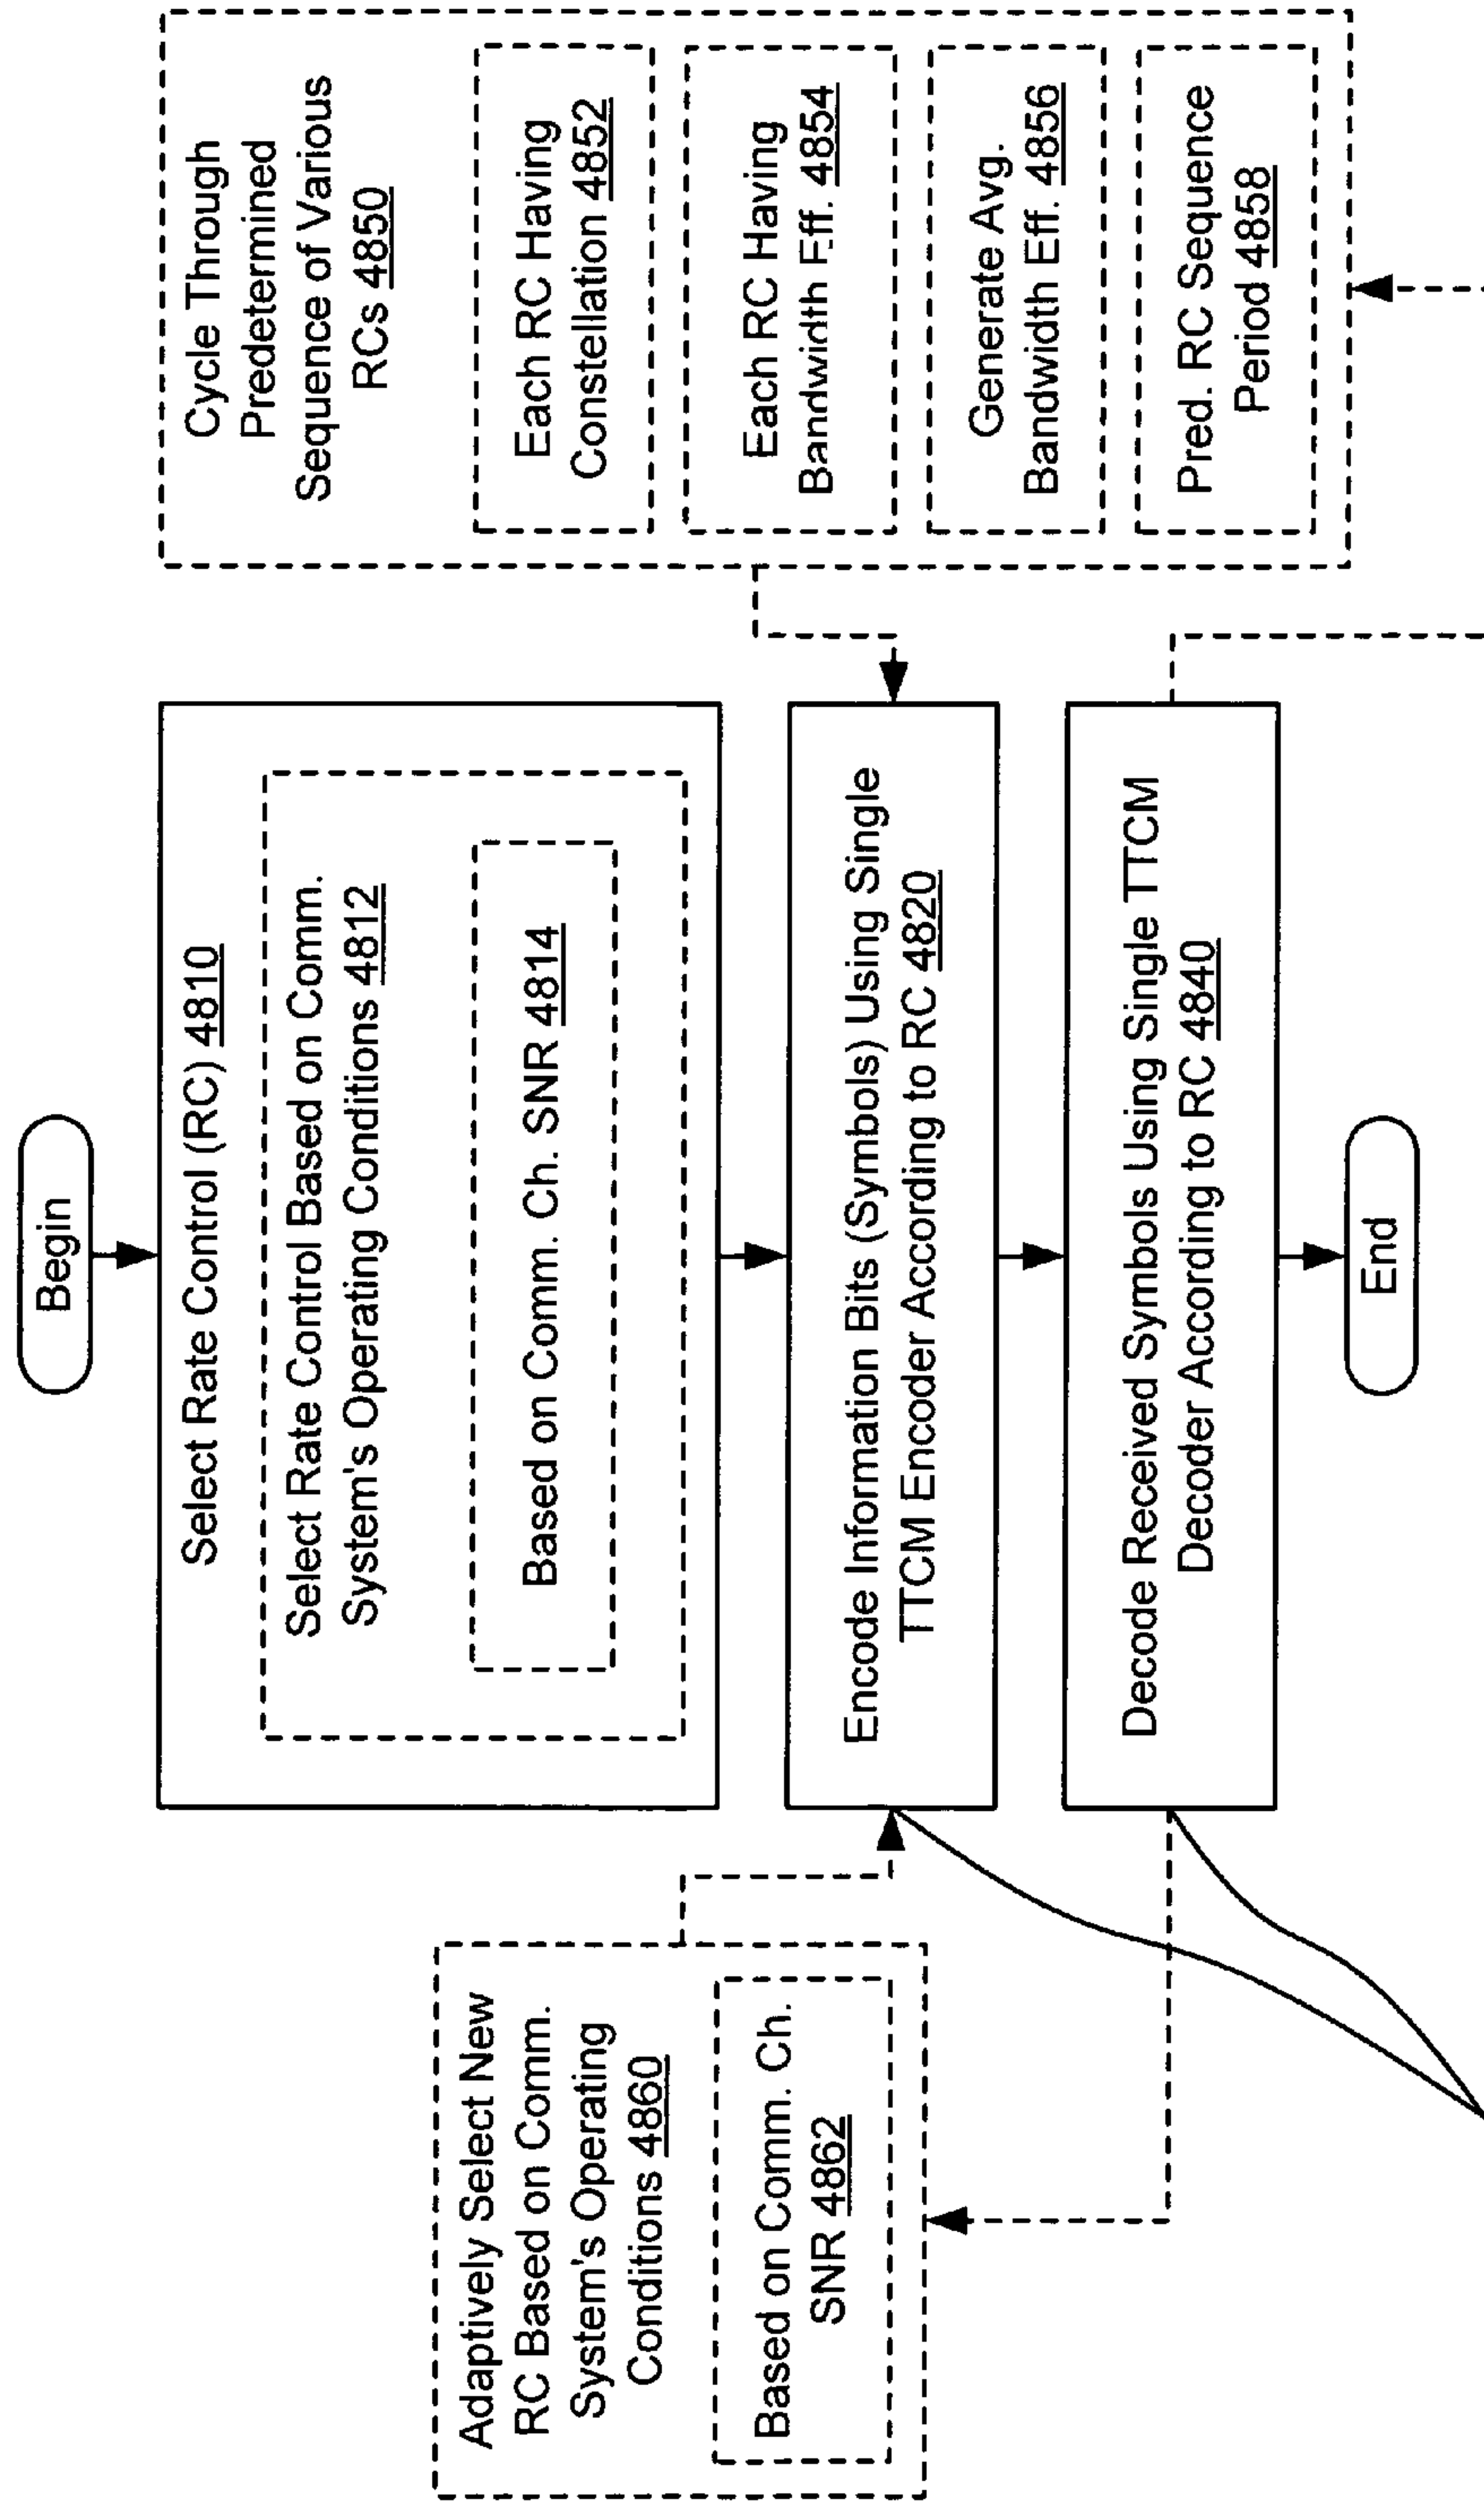 Begin
Select Rate Control (RC) 4810
Select Rate Control Based on Comm.
System's Operating Conditions 4812
Based on Comm. Ch. SNR 4814
Encode Information Bits (Symbols) Using Single
TTCM Encoder According to RC 4820
Decode Received Symbols Using Single TTCM
Decoder According to RC 4840
End
Adaptively Select New
RC Based on Comm.
System's Operating
Conditions 4860
Based on Comm. Ch.
SNR 4862
Cycle Through
Predetermined
Sequence of Various
RCs 4850
Each RC Having
Constellation 4852
Each RC Having
Bandwidth Eff. 4854
Generate Avg.
Bandwidth Eff. 4856
Pred. RC Sequence
Period 4858